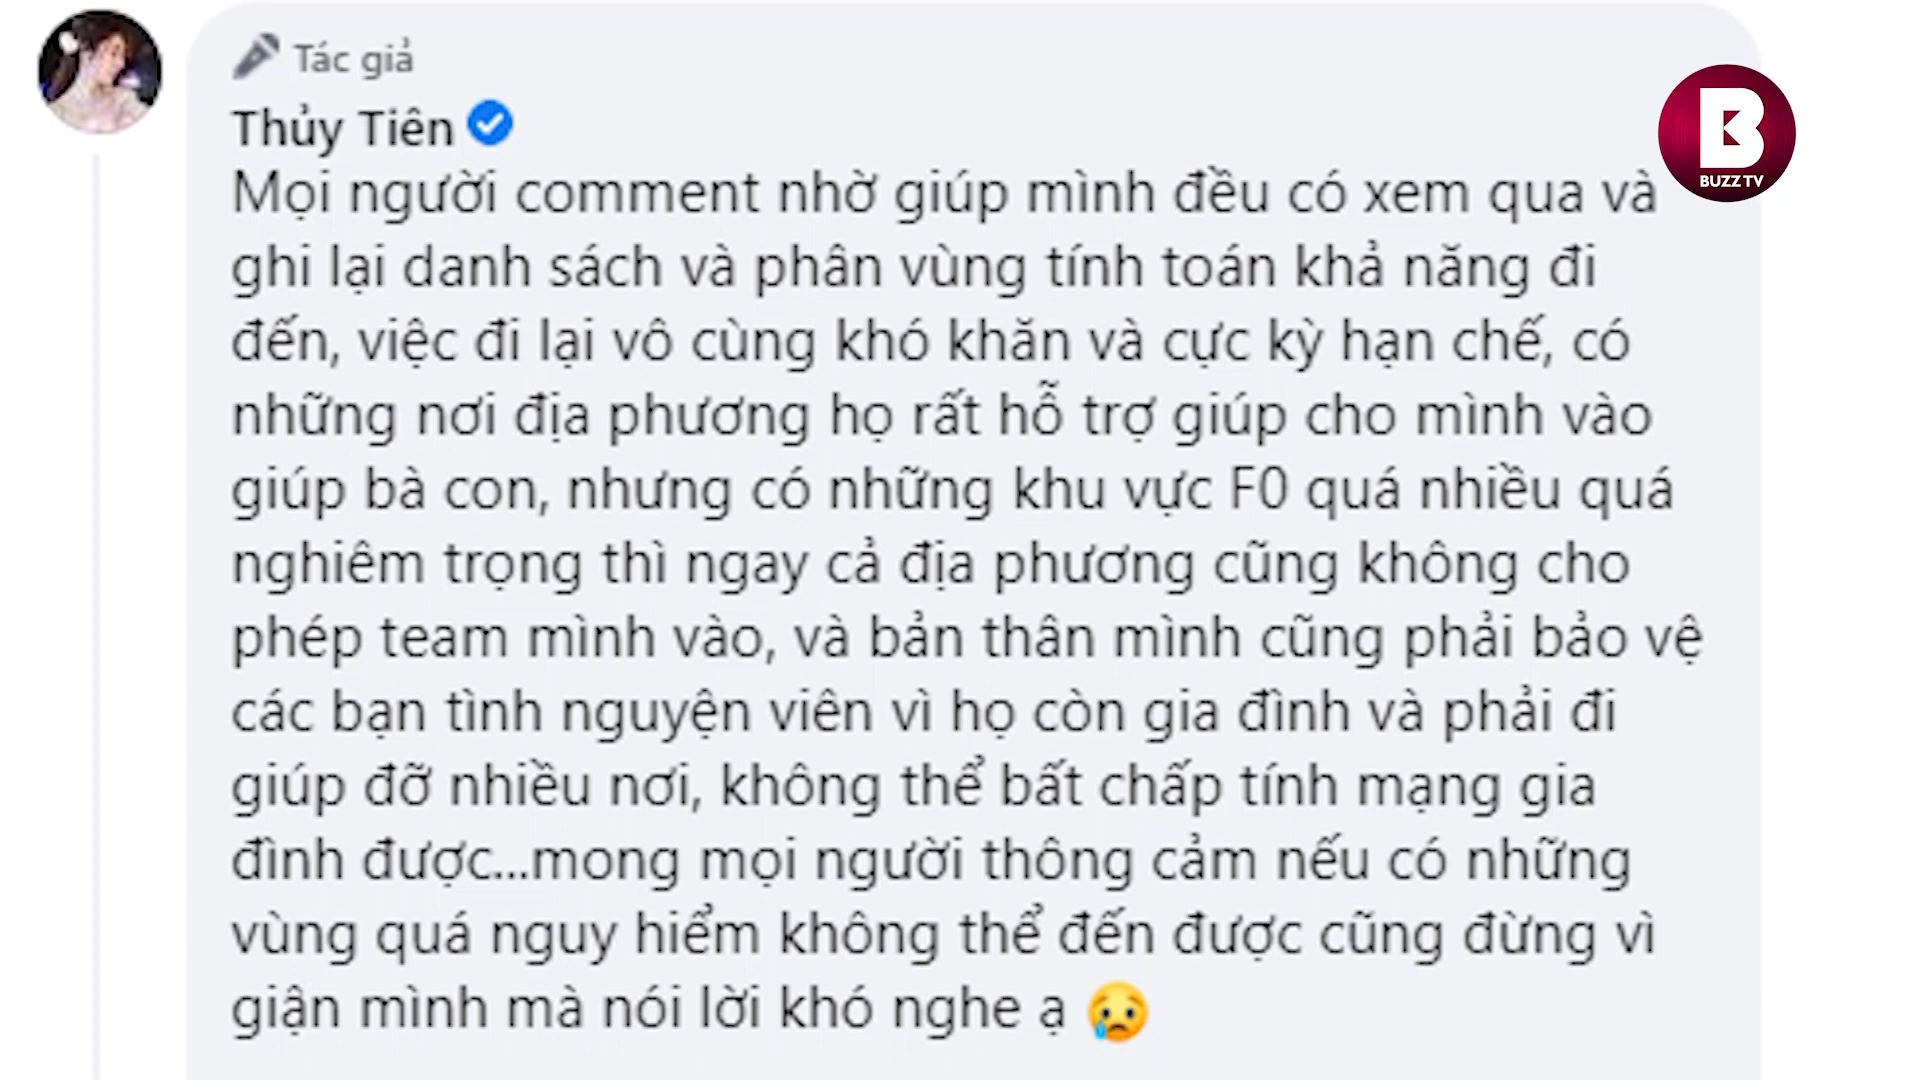 Tác giả
Thủy Tiên
Mọi người comment nhờ giúp mình đều có xem qua và
ghi lại danh sách và phân vùng tính toán khả năng đi
đến, việc đi lại vô cùng khó khăn và cực kỳ hạn chế, có
những nơi địa phương họ rất hỗ trợ giúp cho mình vào
giúp bà con, nhưng có những khu vực F0 quá nhiều quá
nghiêm trọng thì ngay cả địa phương cũng không cho
phép team mình vào, và bản thân mình cũng phải bảo vệ
các bạn tình nguyện viên vì họ còn gia đình và phải đi
giúp đỡ nhiều nơi, không thể bất chấp tính mạng gia
đình được...mong mọi người thông cảm nếu có những
vùng quá nguy hiểm không thể đến được cũng đừng vì
giận mình mà nói lời khó nghe ạ 😢
B
BUZZ TV